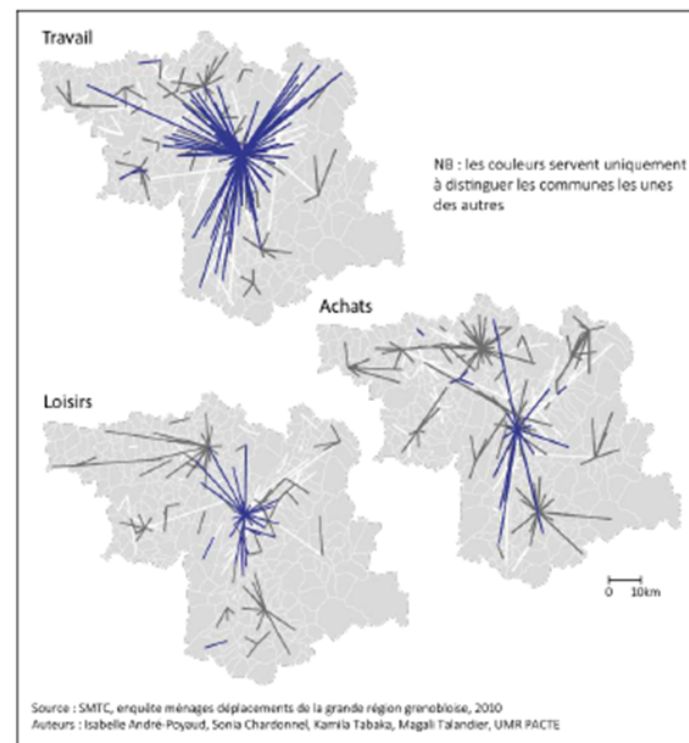 Travail
NB : les couleurs servent uniquement
à distinguer les communes les unes
des autres
Achats
Loisirs
0 10km
Source : SMTC, enquête ménages déplacements de la grande région grenobloise, 2010
Auteurs : Isabelle André-Poyaud, Sonia Chardonnel, Kamila Tabaka, Magali Talandier, UMR PACTE